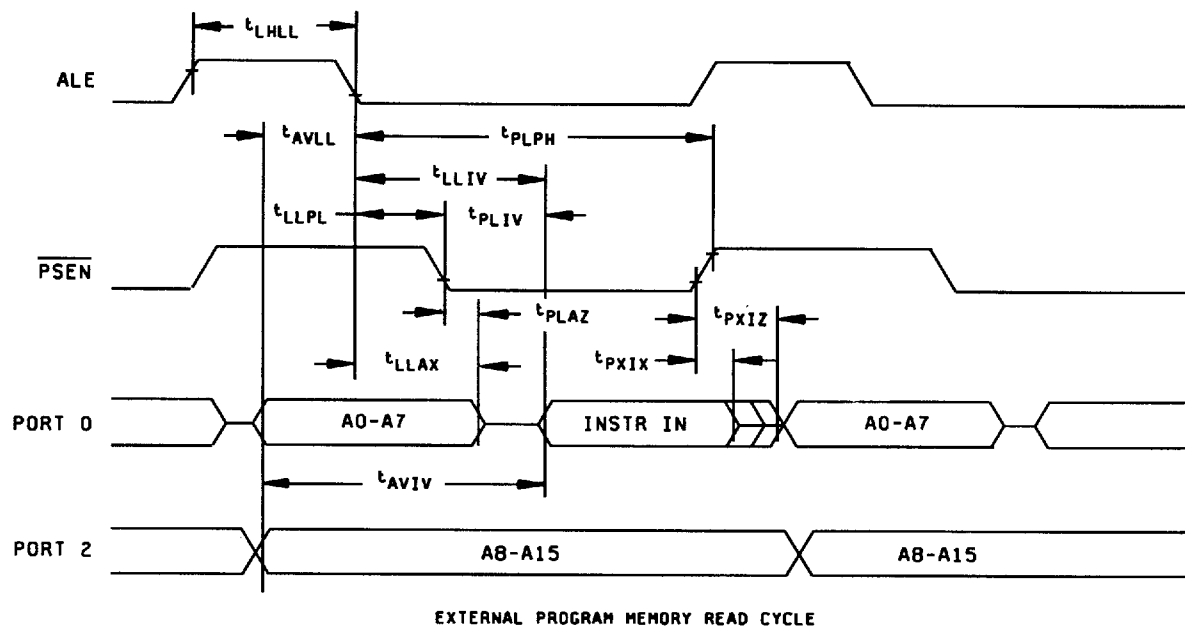 tLHLL
ALE
tAVLL
tPLPH
tLLIV
tLLPL
tPLIV
PSEN
tPLAZ
tPXIZ
tLLAX
tPXIX
PORT 0
A0-A7
INSTR IN
A0-A7
tAVIV
PORT 2
A8-A15
A8-A15
EXTERNAL PROGRAM MEMORY READ CYCLE